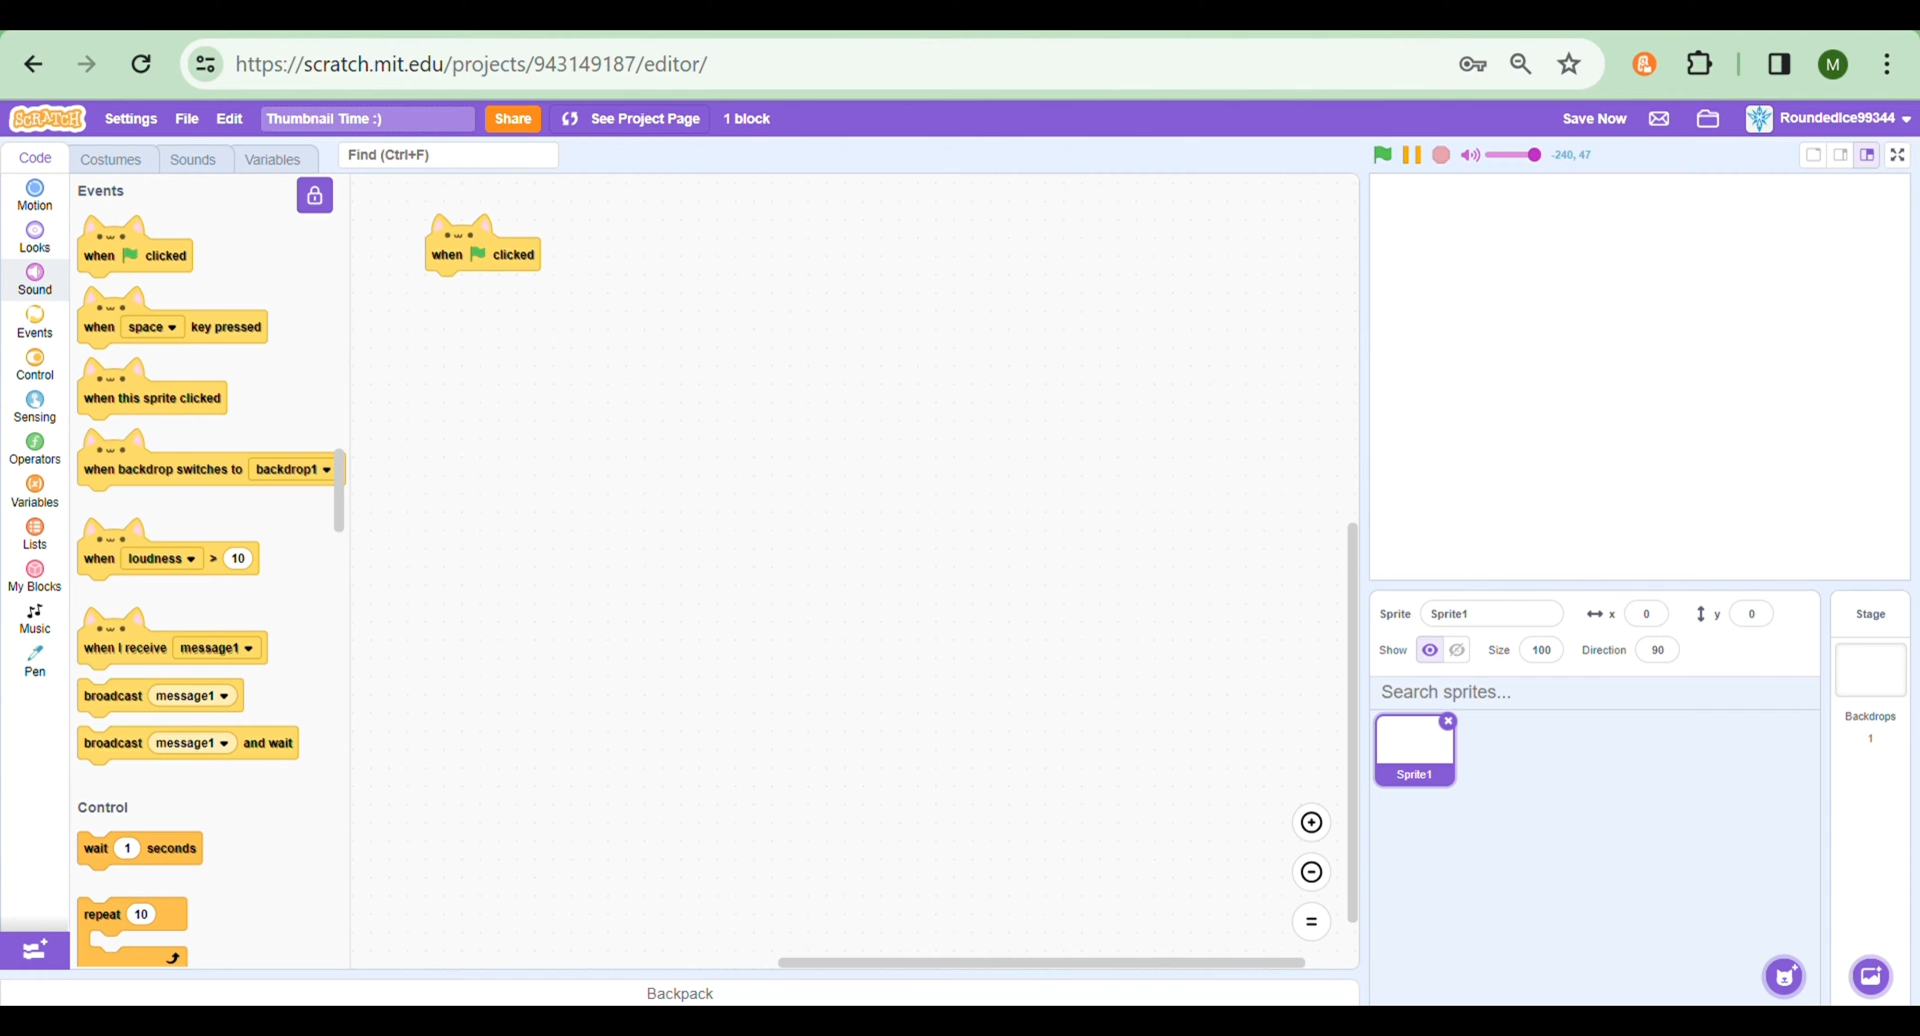 https://scratch.mit.edu/projects/943149187/editor/
M
SCRATCH Settings File Edit Thumbnail Time :) Share See Project Page 1 block Save Now RoundedIce99344
Code Costumes Sounds Variables Find (Ctrl+F) -240, 47
Motion
Looks
Sound
Events
Control
Sensing
Operators
Variables
Lists
My Blocks
Music
Pen
Events
when clicked
when space key pressed
when this sprite clicked
when backdrop switches to backdrop1
when loudness > 10
when I receive message1
broadcast message1
broadcast message1 and wait
Control
wait 1 seconds
repeat 10
when clicked
Backpack
Sprite Sprite1 x 0 y 0
Show Size 100 Direction 90
Search sprites...
Sprite1
Stage
Backdrops
1